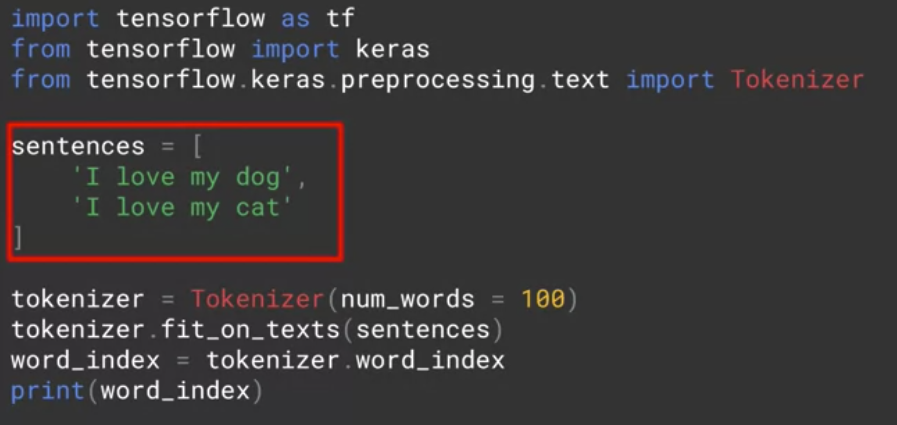 import tensorflow as tf
from tensorflow import keras
from tensorflow.keras.preprocessing.text import Tokenizer
sentences = [
    'I love my dog',
    'I love my cat'
]
tokenizer = Tokenizer(num_words = 100)
tokenizer.fit_on_texts(sentences)
word_index = tokenizer.word_index
print(word_index)